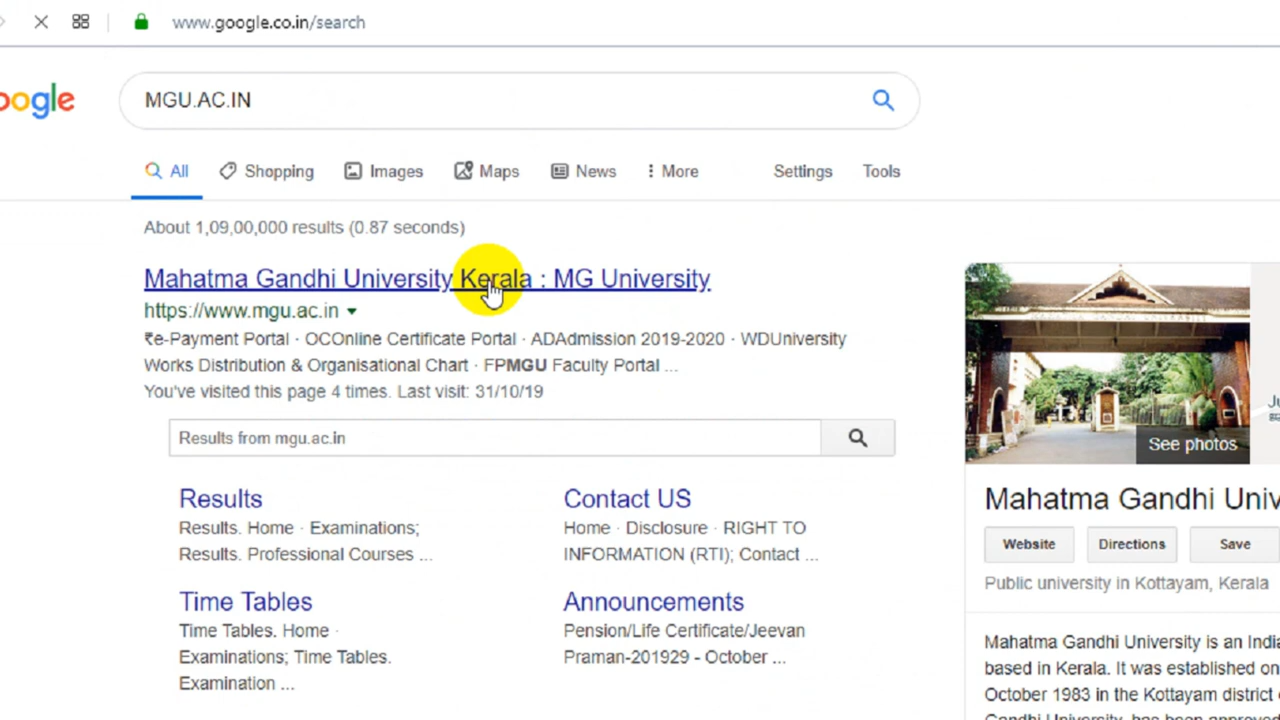 www.google.co.in/search
oogle
MGU.AC.IN
All Shopping Images Maps News More Settings Tools
About 1,09,00,000 results (0.87 seconds)
Mahatma Gandhi University Kerala : MG University
https://www.mgu.ac.in
₹e-Payment Portal · OCOnline Certificate Portal · ADAdmission 2019-2020 · WDUniversity
Works Distribution & Organisational Chart · FPMGU Faculty Portal ...
You've visited this page 4 times. Last visit: 31/10/19
Results from mgu.ac.in
Results
Results. Home · Examinations;
Results. Professional Courses ...
Contact US
Home · Disclosure · RIGHT TO
INFORMATION (RTI); Contact ...
Time Tables
Time Tables. Home ·
Examinations; Time Tables.
Examination ...
Announcements
Pension/Life Certificate/Jeevan
Praman-201929 - October ...
See photos
Mahatma Gandhi Univ
Website Directions Save
Public university in Kottayam, Kerala
Mahatma Gandhi University is an India
based in Kerala. It was established on
October 1983 in the Kottayam district
Gandhi University, has been approved